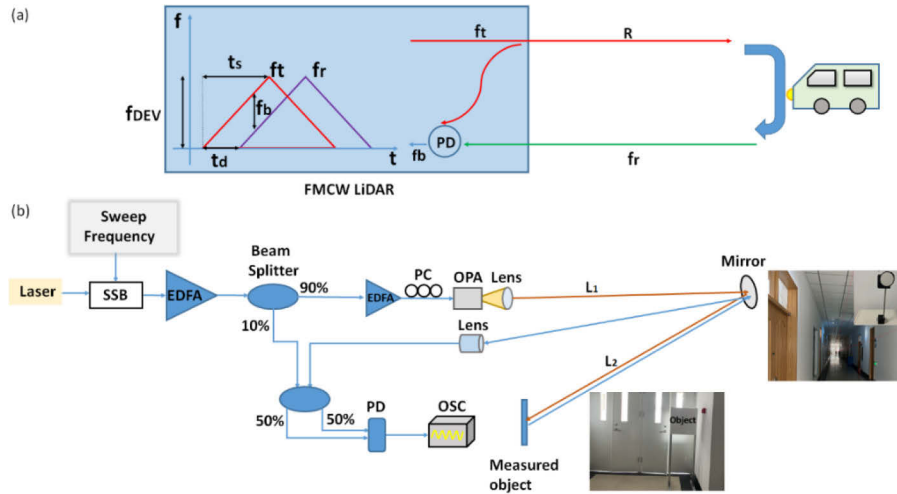 (a)
f
ts
ft
fr
fDEV
fb
td
t
ft
R
PD
fb
fr
FMCW LiDAR
(b)
Sweep
Frequency
Laser
SSB
EDFA
Beam
Splitter
90%
10%
EDFA
PC
OPA
Lens
L1
Mirror
Lens
L2
50%
50%
PD
OSC
Measured
object
Object